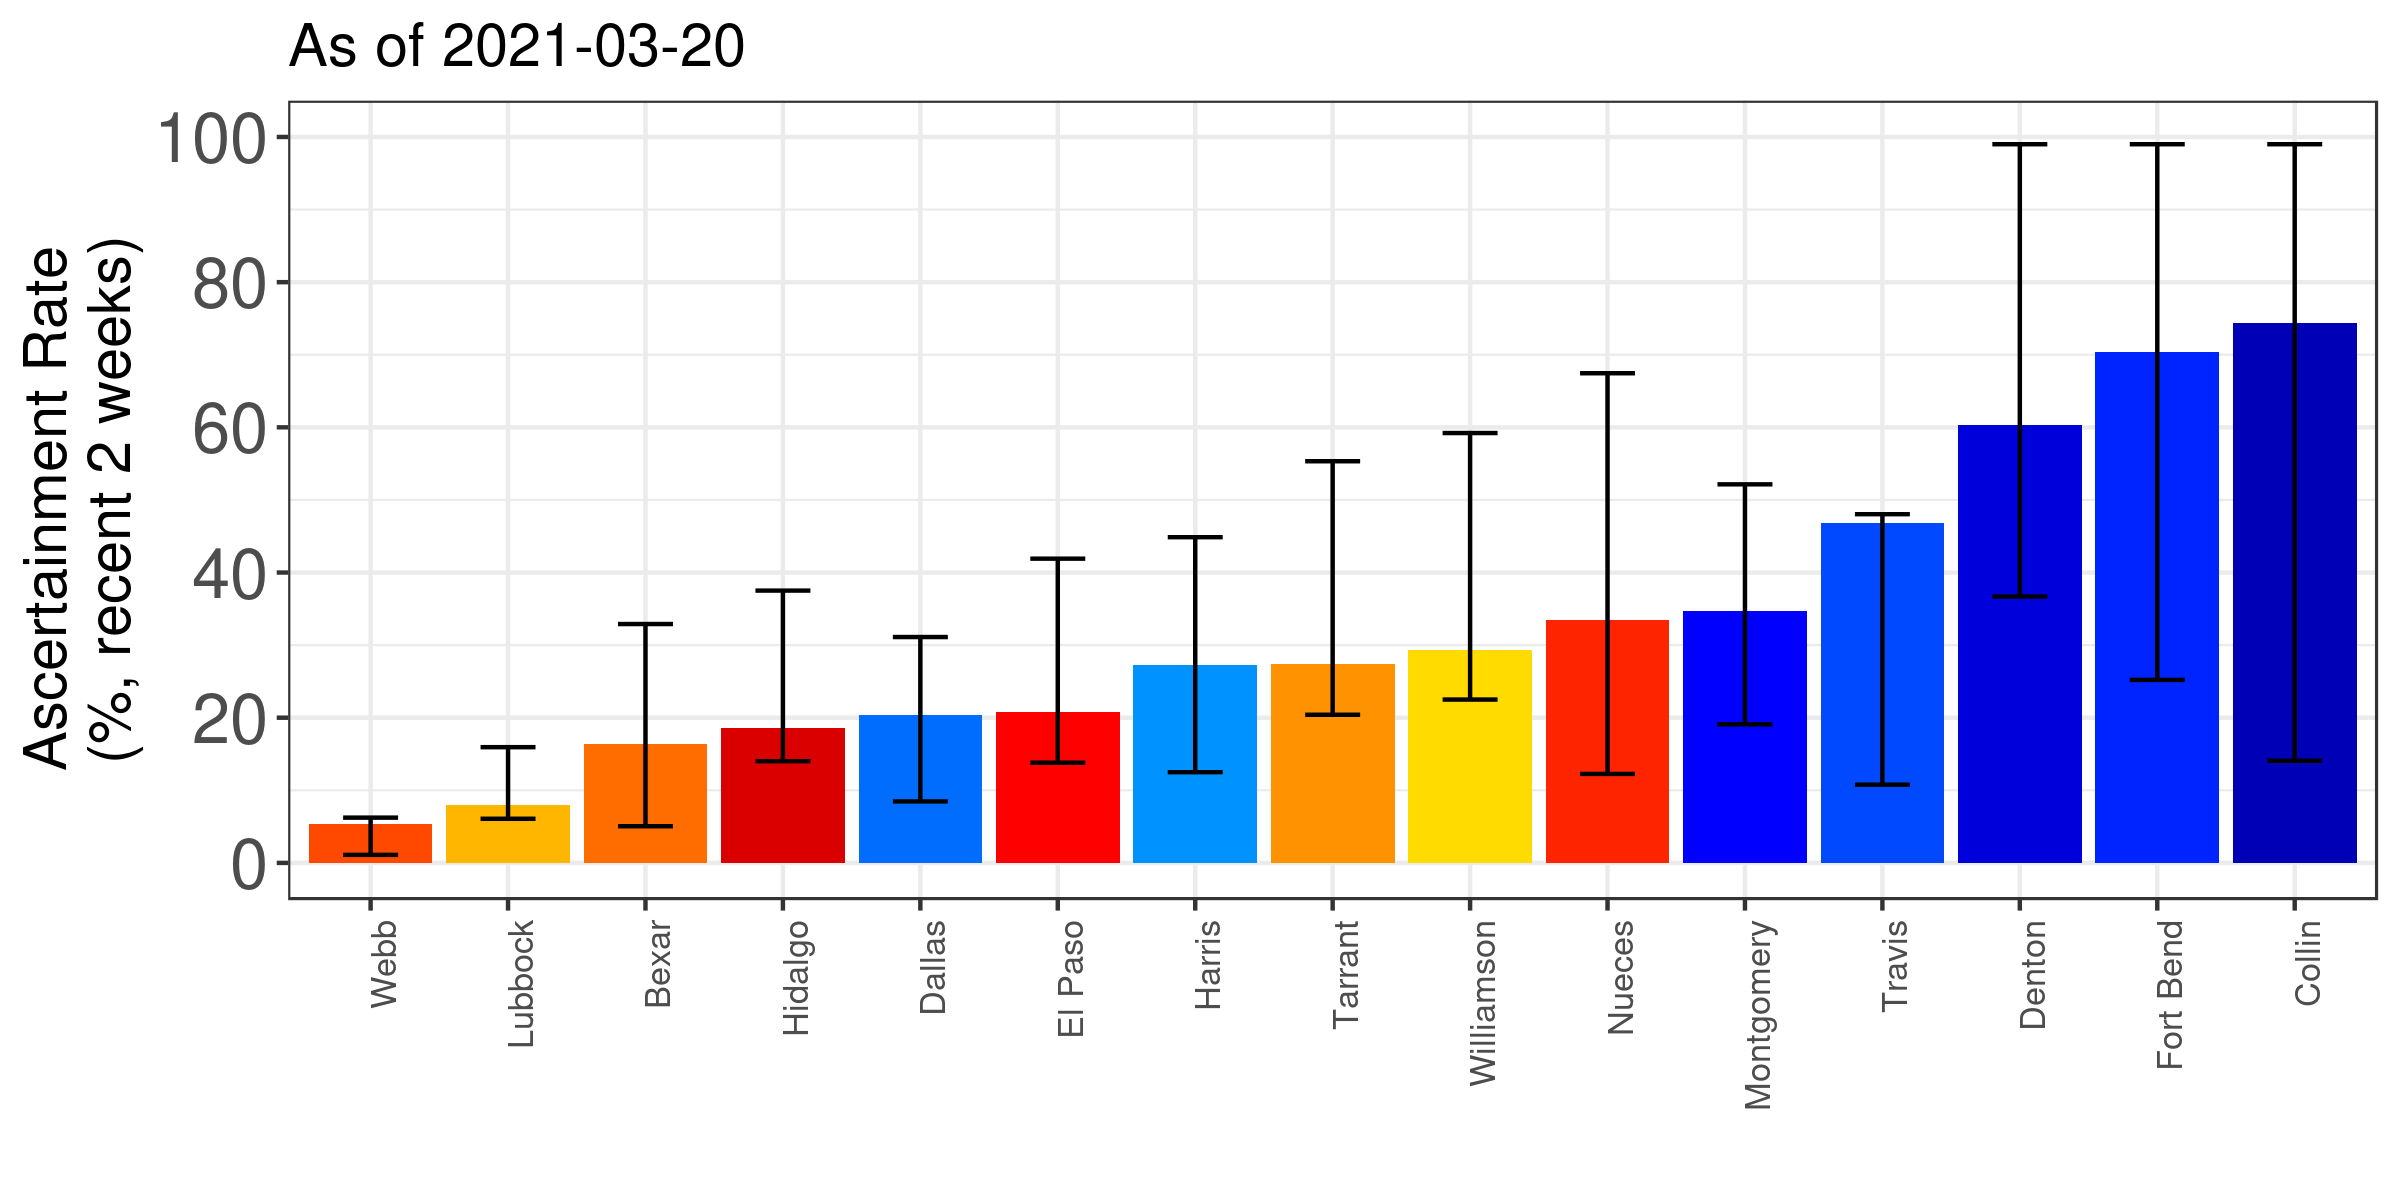 As of 2021-03-20
Ascertainment Rate
(%, recent 2 weeks)
100
80
60
40
20
0
Webb
Lubbock
Bexar
Hidalgo
Dallas
El Paso
Harris
Tarrant
Williamson
Nueces
Montgomery
Travis
Denton
Fort Bend
Collin